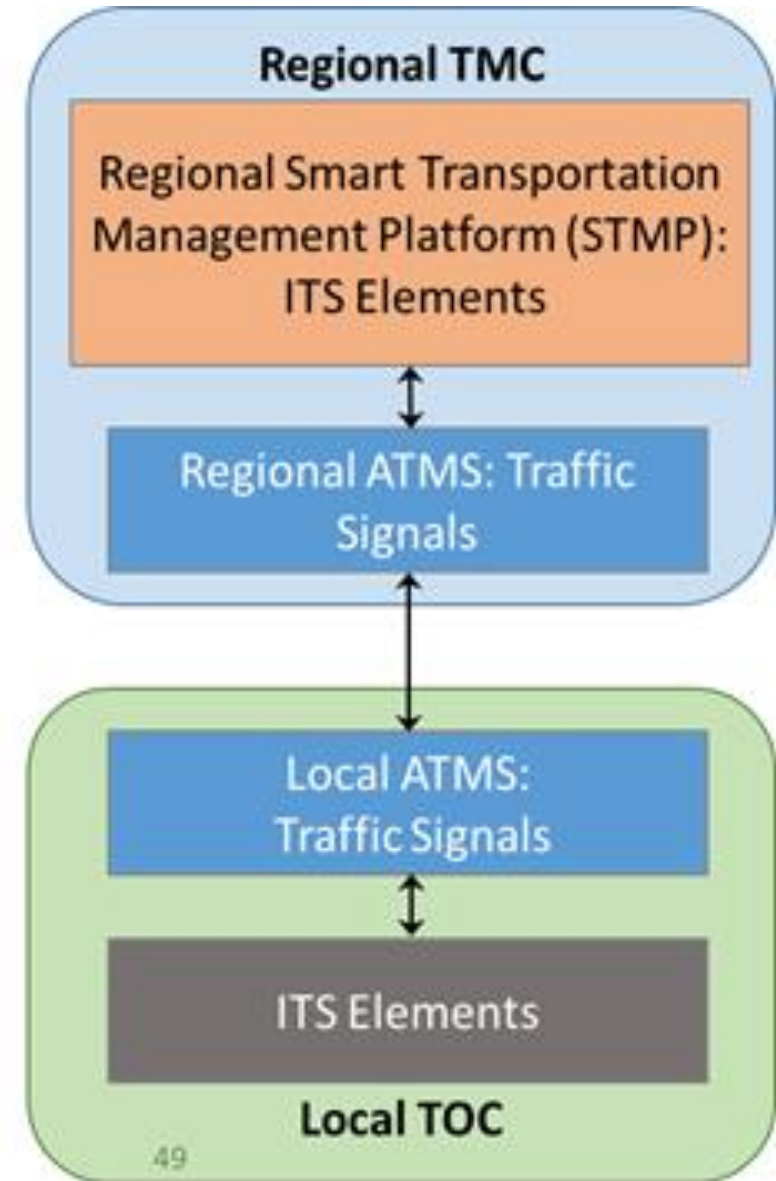 Regional TMC
Regional Smart Transportation
Management Platform (STMP):
ITS Elements
Regional ATMS: Traffic
Signals
Local ATMS:
Traffic Signals
ITS Elements
Local TOC
49